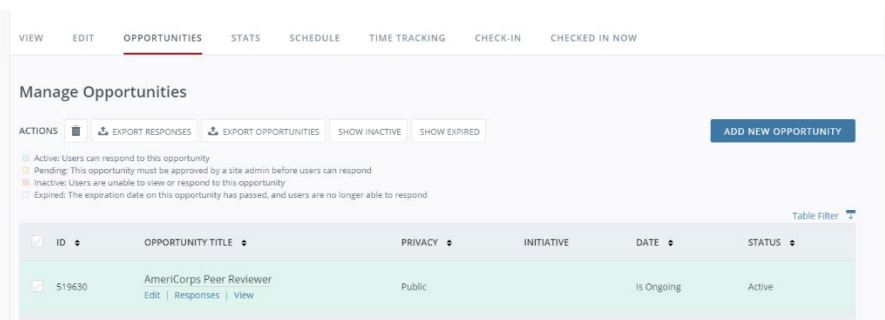 VIEW EDIT OPPORTUNITIES STATS SCHEDULE TIME TRACKING CHECK-IN CHECKED IN NOW
Manage Opportunities
ACTIONS EXPORT RESPONSES EXPORT OPPORTUNITIES SHOW INACTIVE SHOW EXPIRED ADD NEW OPPORTUNITY
Active: Users can respond to this opportunity
Pending: This opportunity must be approved by a site admin before users can respond
Inactive: Users are unable to view or respond to this opportunity
Expired: The expiration date on this opportunity has passed, and users are no longer able to respond
Table Filter
ID OPPORTUNITY TITLE PRIVACY INITIATIVE DATE STATUS
519630 AmeriCorps Peer Reviewer Public Is Ongoing Active
Edit | Responses | View